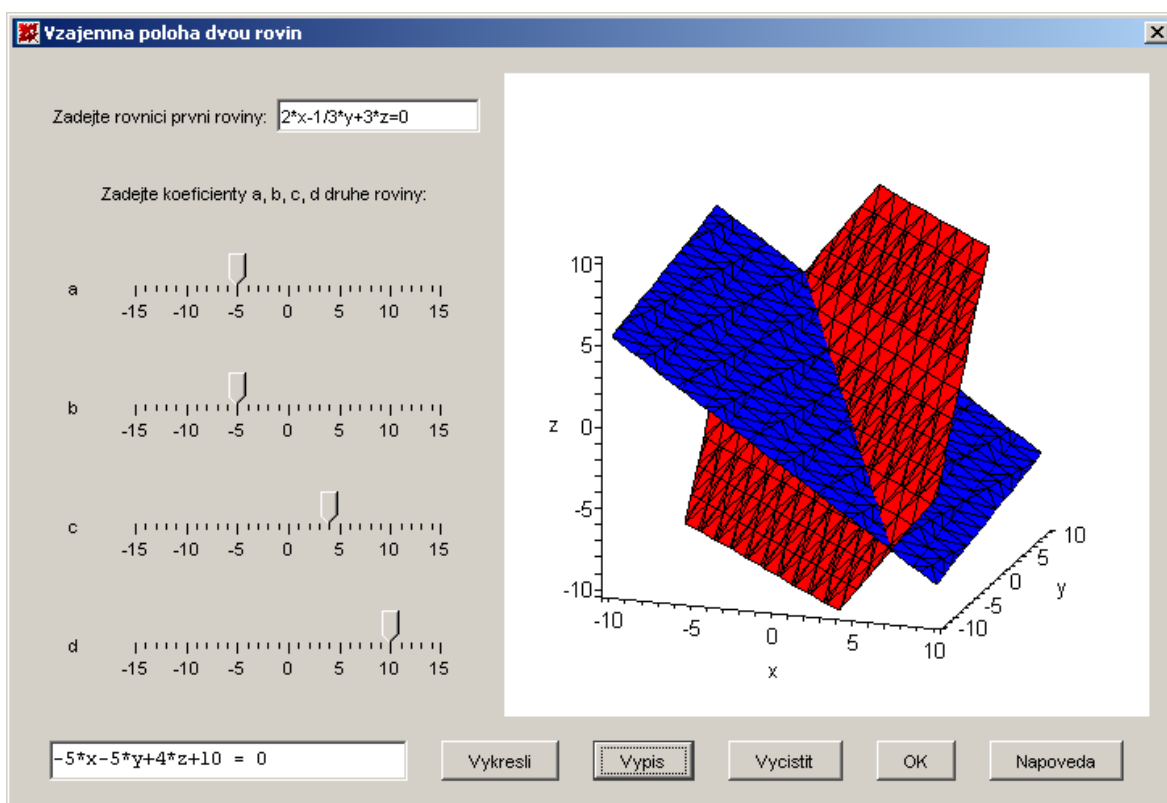 Vzajemna poloha dvou rovin
Zadejte rovnici prvni roviny: 2*x-1/3*y+3*z=0
Zadejte koeficienty a, b, c, d druhe roviny:
a
-15 -10 -5 0 5 10 15
b
-15 -10 -5 0 5 10 15
c
-15 -10 -5 0 5 10 15
d
-15 -10 -5 0 5 10 15
10
5
z 0
-5
-10
-10 -5 0 5 10
x
-10 -5 0 5 10
y
-5*x-5*y+4*z+10 = 0
Vykresli Vypis Vycistit OK Napoveda